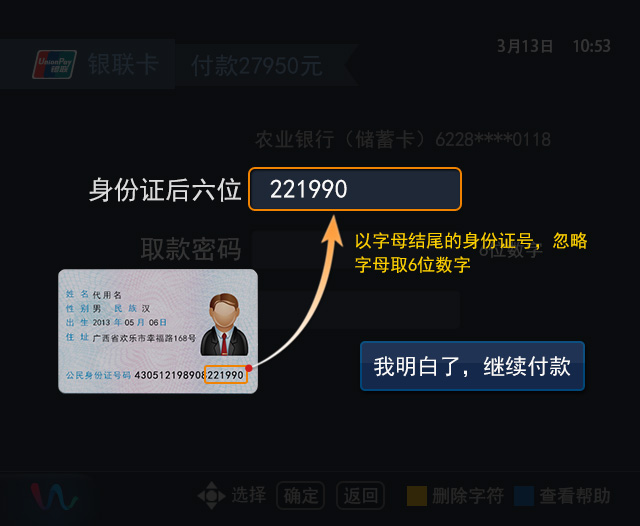 3月13日 10:53
UnionPay 银联 银联卡 付款27950元
农业银行（储蓄卡）6228****0118
身份证后六位 221990
以字母结尾的身份证号，忽略
字母取6位数字
取款密码 6位数字
姓名 代用名
性别 男 民族 汉
出生 2013 年 05 月 06 日
住址 广西省欢乐市幸福路168号
公民身份证号码 430512198908221990
我明白了，继续付款
选择 确定 返回 删除字符 查看帮助